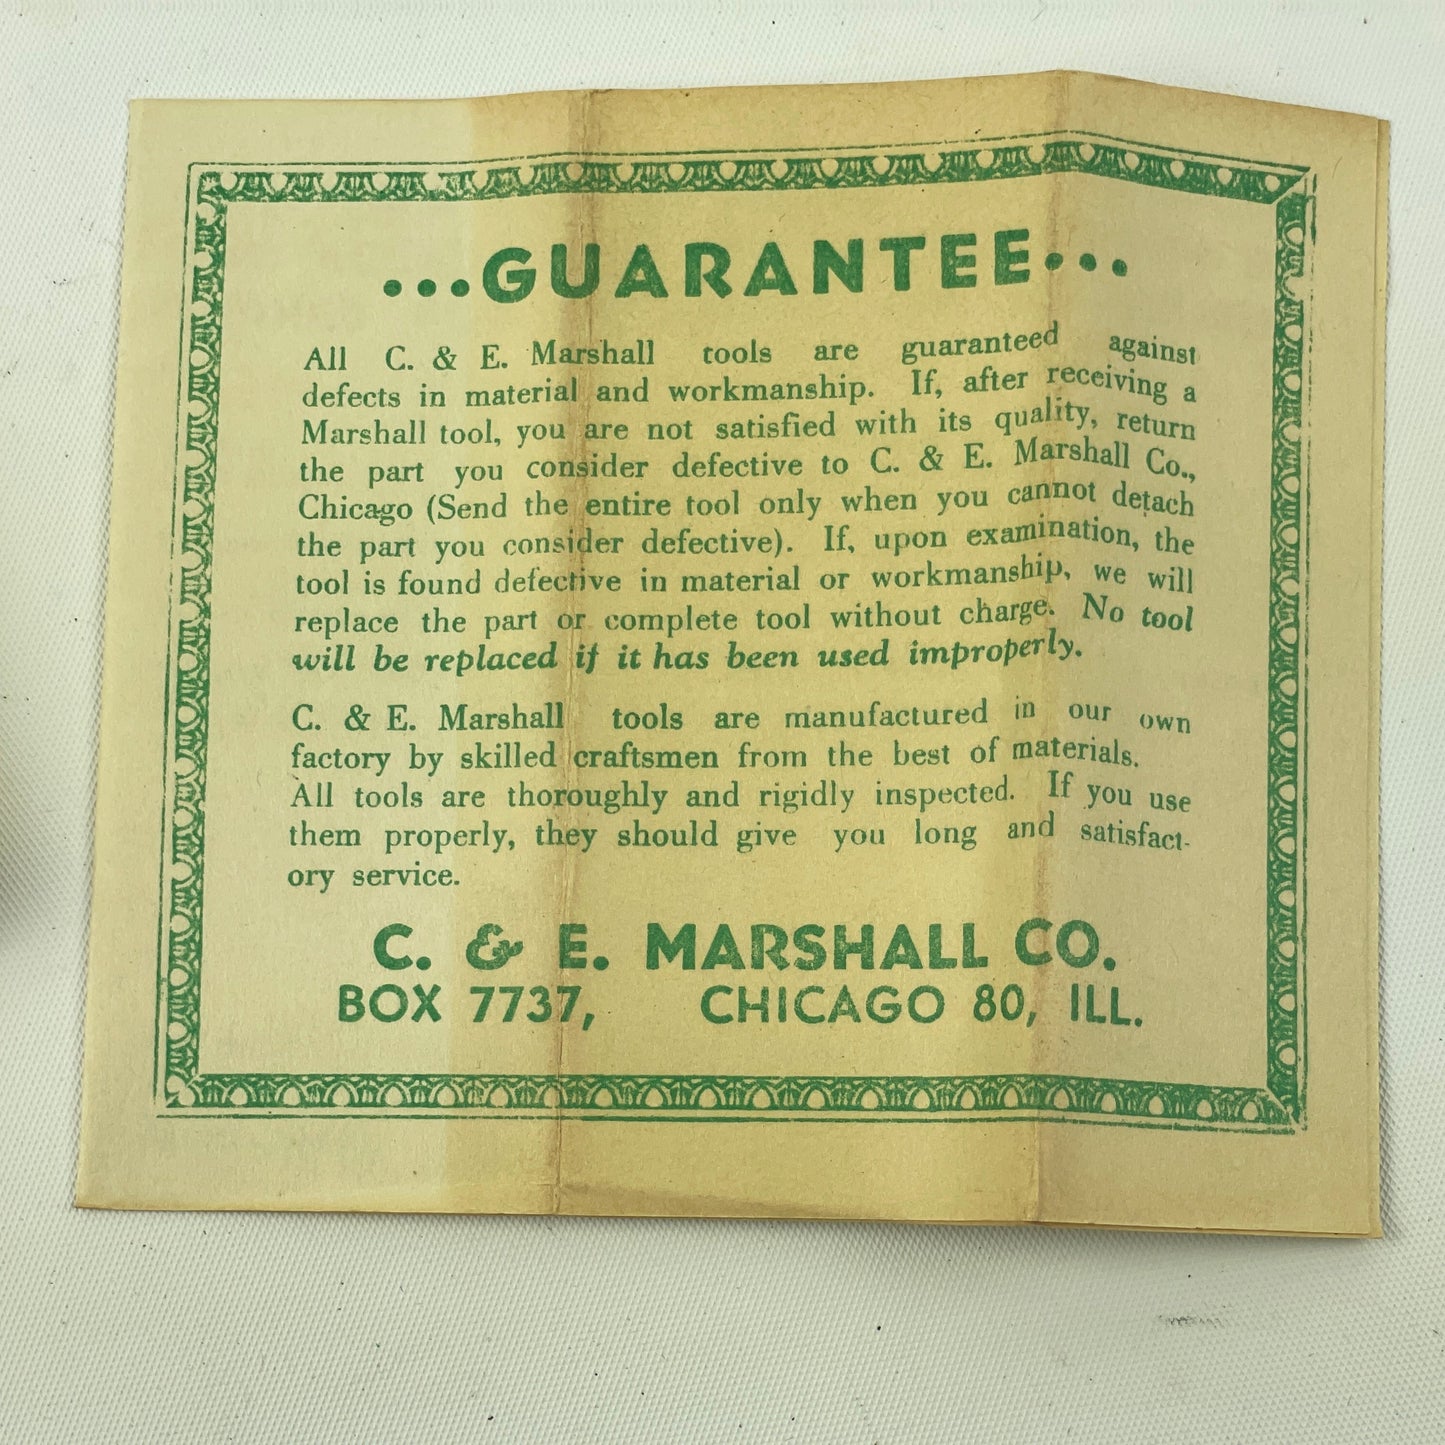 ...GUARANTEE...
All C. & E. Marshall tools are guaranteed against
defects in material and workmanship. If, after receiving a
Marshall tool, you are not satisfied with its quality, return
the part you consider defective to C. & E. Marshall Co.,
Chicago (Send the entire tool only when you cannot detach
the part you consider defective). If, upon examination, the
tool is found defective in material or workmanship, we will
replace the part or complete tool without charge. No tool
will be replaced if it has been used improperly.
C. & E. Marshall tools are manufactured in our own
factory by skilled craftsmen from the best of materials.
All tools are thoroughly and rigidly inspected. If you use
them properly, they should give you long and satisfact-
ory service.
C. & E. MARSHALL CO.
BOX 7737, CHICAGO 80, ILL.